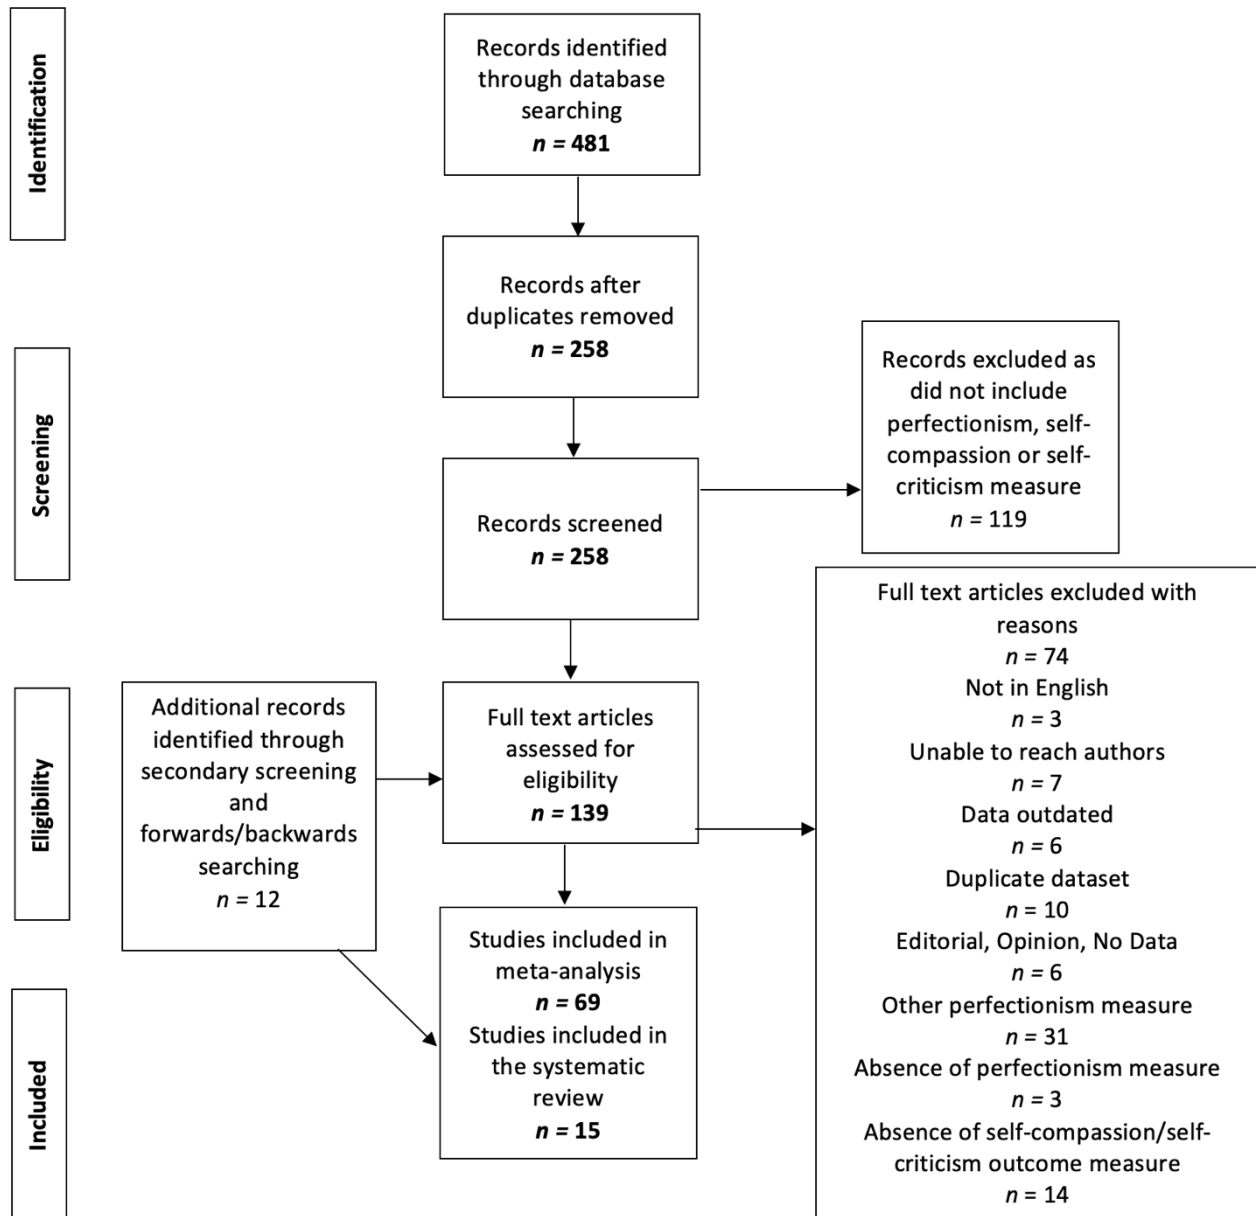 Identification
Records identified
through database
searching
n = 481
Records after
duplicates removed
n = 258
Screening
Records screened
n = 258
Records excluded as
did not include
perfectionism, self-
compassion or self-
criticism measure
n = 119
Eligibility
Additional records
identified through
secondary screening
and
forwards/backwards
searching
n = 12
Full text articles
assessed for
eligibility
n = 139
Full text articles excluded with
reasons
n = 74
Not in English
n = 3
Unable to reach authors
n = 7
Data outdated
n = 6
Duplicate dataset
n = 10
Editorial, Opinion, No Data
n = 6
Other perfectionism measure
n = 31
Absence of perfectionism measure
n = 3
Absence of self-compassion/self-
criticism outcome measure
n = 14
Included
Studies included in
meta-analysis
n = 69
Studies included in
the systematic
review
n = 15